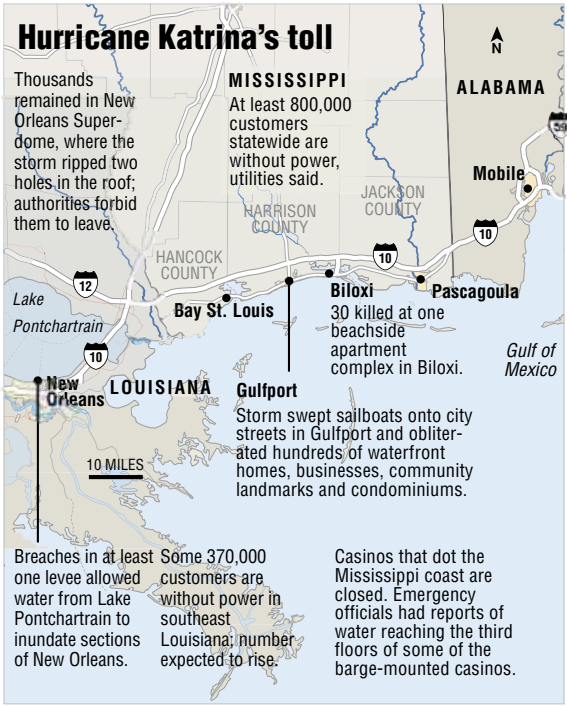 Hurricane Katrina's toll
Thousands
remained in New
Orleans Super-
dome, where the
storm ripped two
holes in the roof;
authorities forbid
them to leave.
MISSISSIPPI
At least 800,000
customers
statewide are
without power,
utilities said.
N
ALABAMA
59
Mobile
10
JACKSON
COUNTY
HARRISON
COUNTY
HANCOCK
COUNTY
10
12
Lake
Pontchartrain
Bay St. Louis
Biloxi
30 killed at one
beachside
apartment
complex in Biloxi.
Pascagoula
Gulf of
Mexico
10
New
Orleans
LOUISIANA
Gulfport
Storm swept sailboats onto city
streets in Gulfport and obliter-
ated hundreds of waterfront
homes, businesses, community
landmarks and condominiums.
10 MILES
Breaches in at least
one levee allowed
water from Lake
Pontchartrain to
inundate sections
of New Orleans.
Some 370,000
customers are
without power in
southeast
Louisiana; number
expected to rise.
Casinos that dot the
Mississippi coast are
closed. Emergency
officials had reports of
water reaching the third
floors of some of the
barge-mounted casinos.